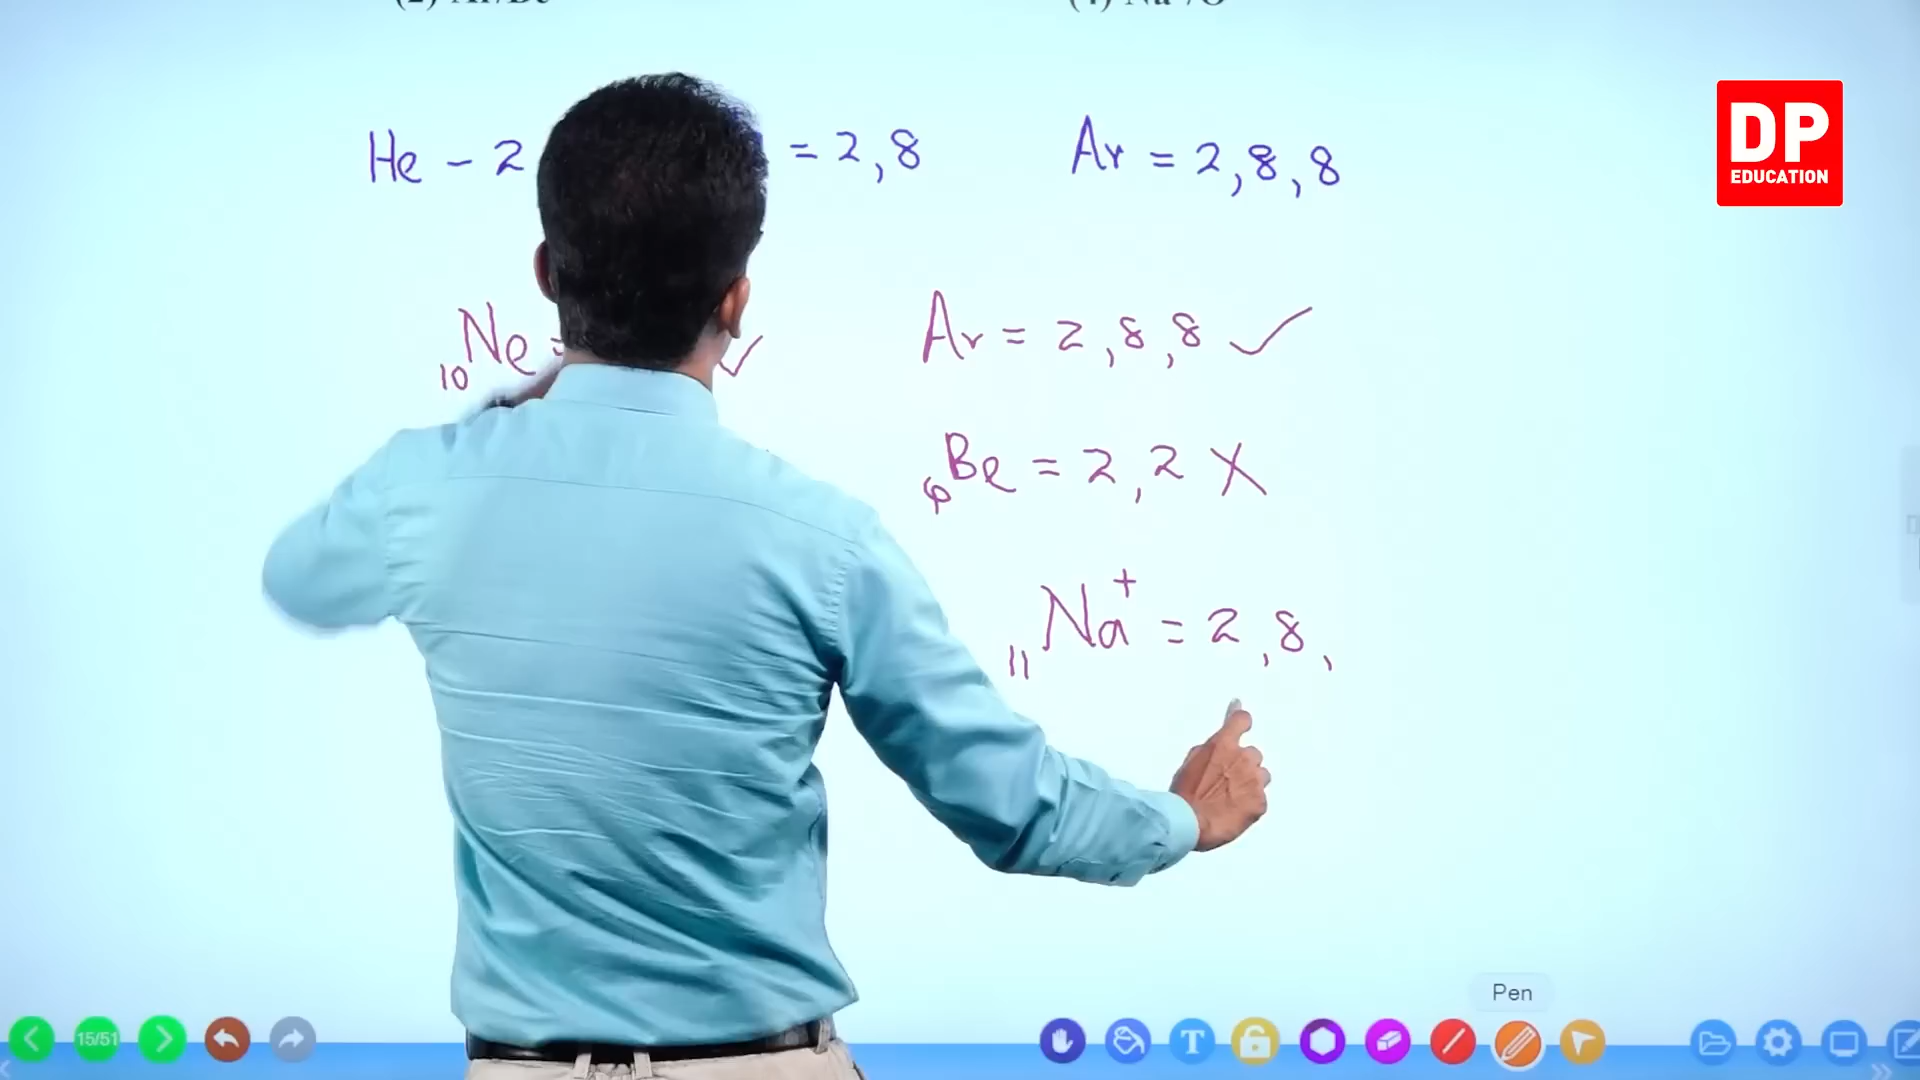 He - 2 = 2,8 Ar = 2,8,8
DP
EDUCATION
10Ne = Ar = 2,8,8 ✓
Be = 2,2 X
11Na+ = 2,8,
Pen
15/51
T